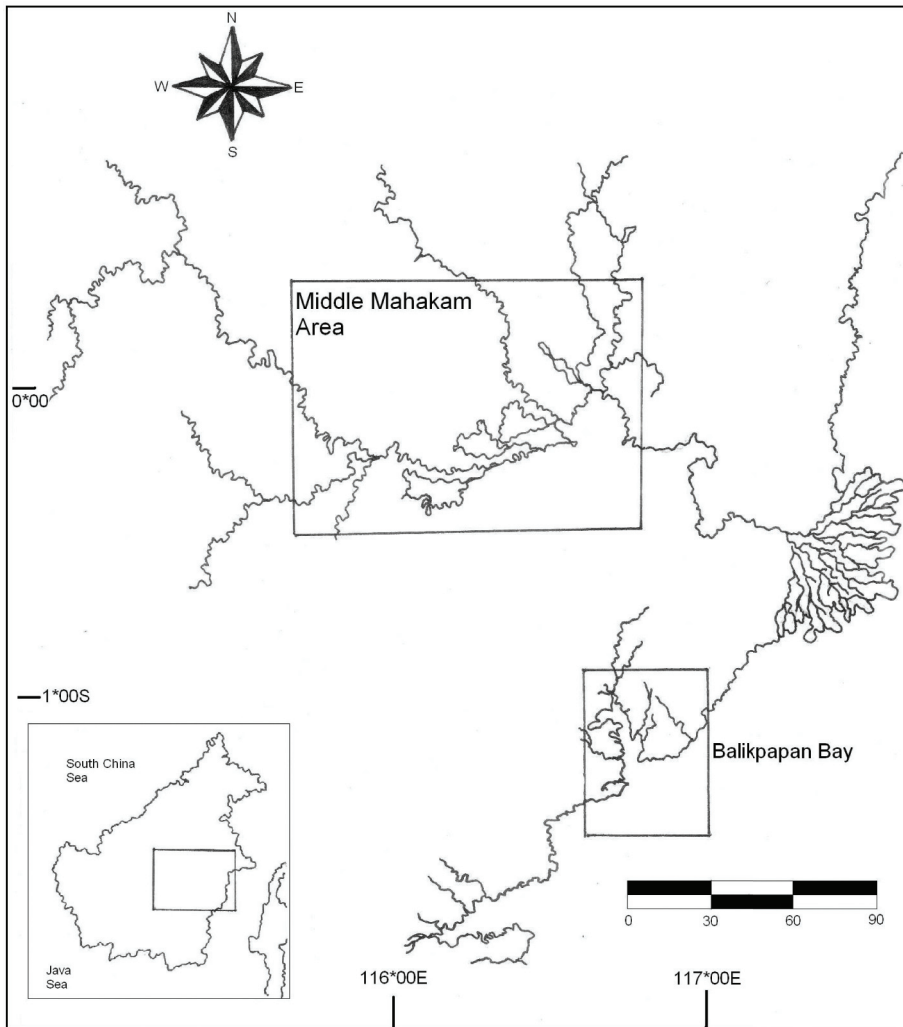 N
W
E
S
Middle Mahakam
Area
0*00
1*00S
Balikpapan Bay
South China
Sea
Java
Sea
0 30 60 90
116*00E
117*00E